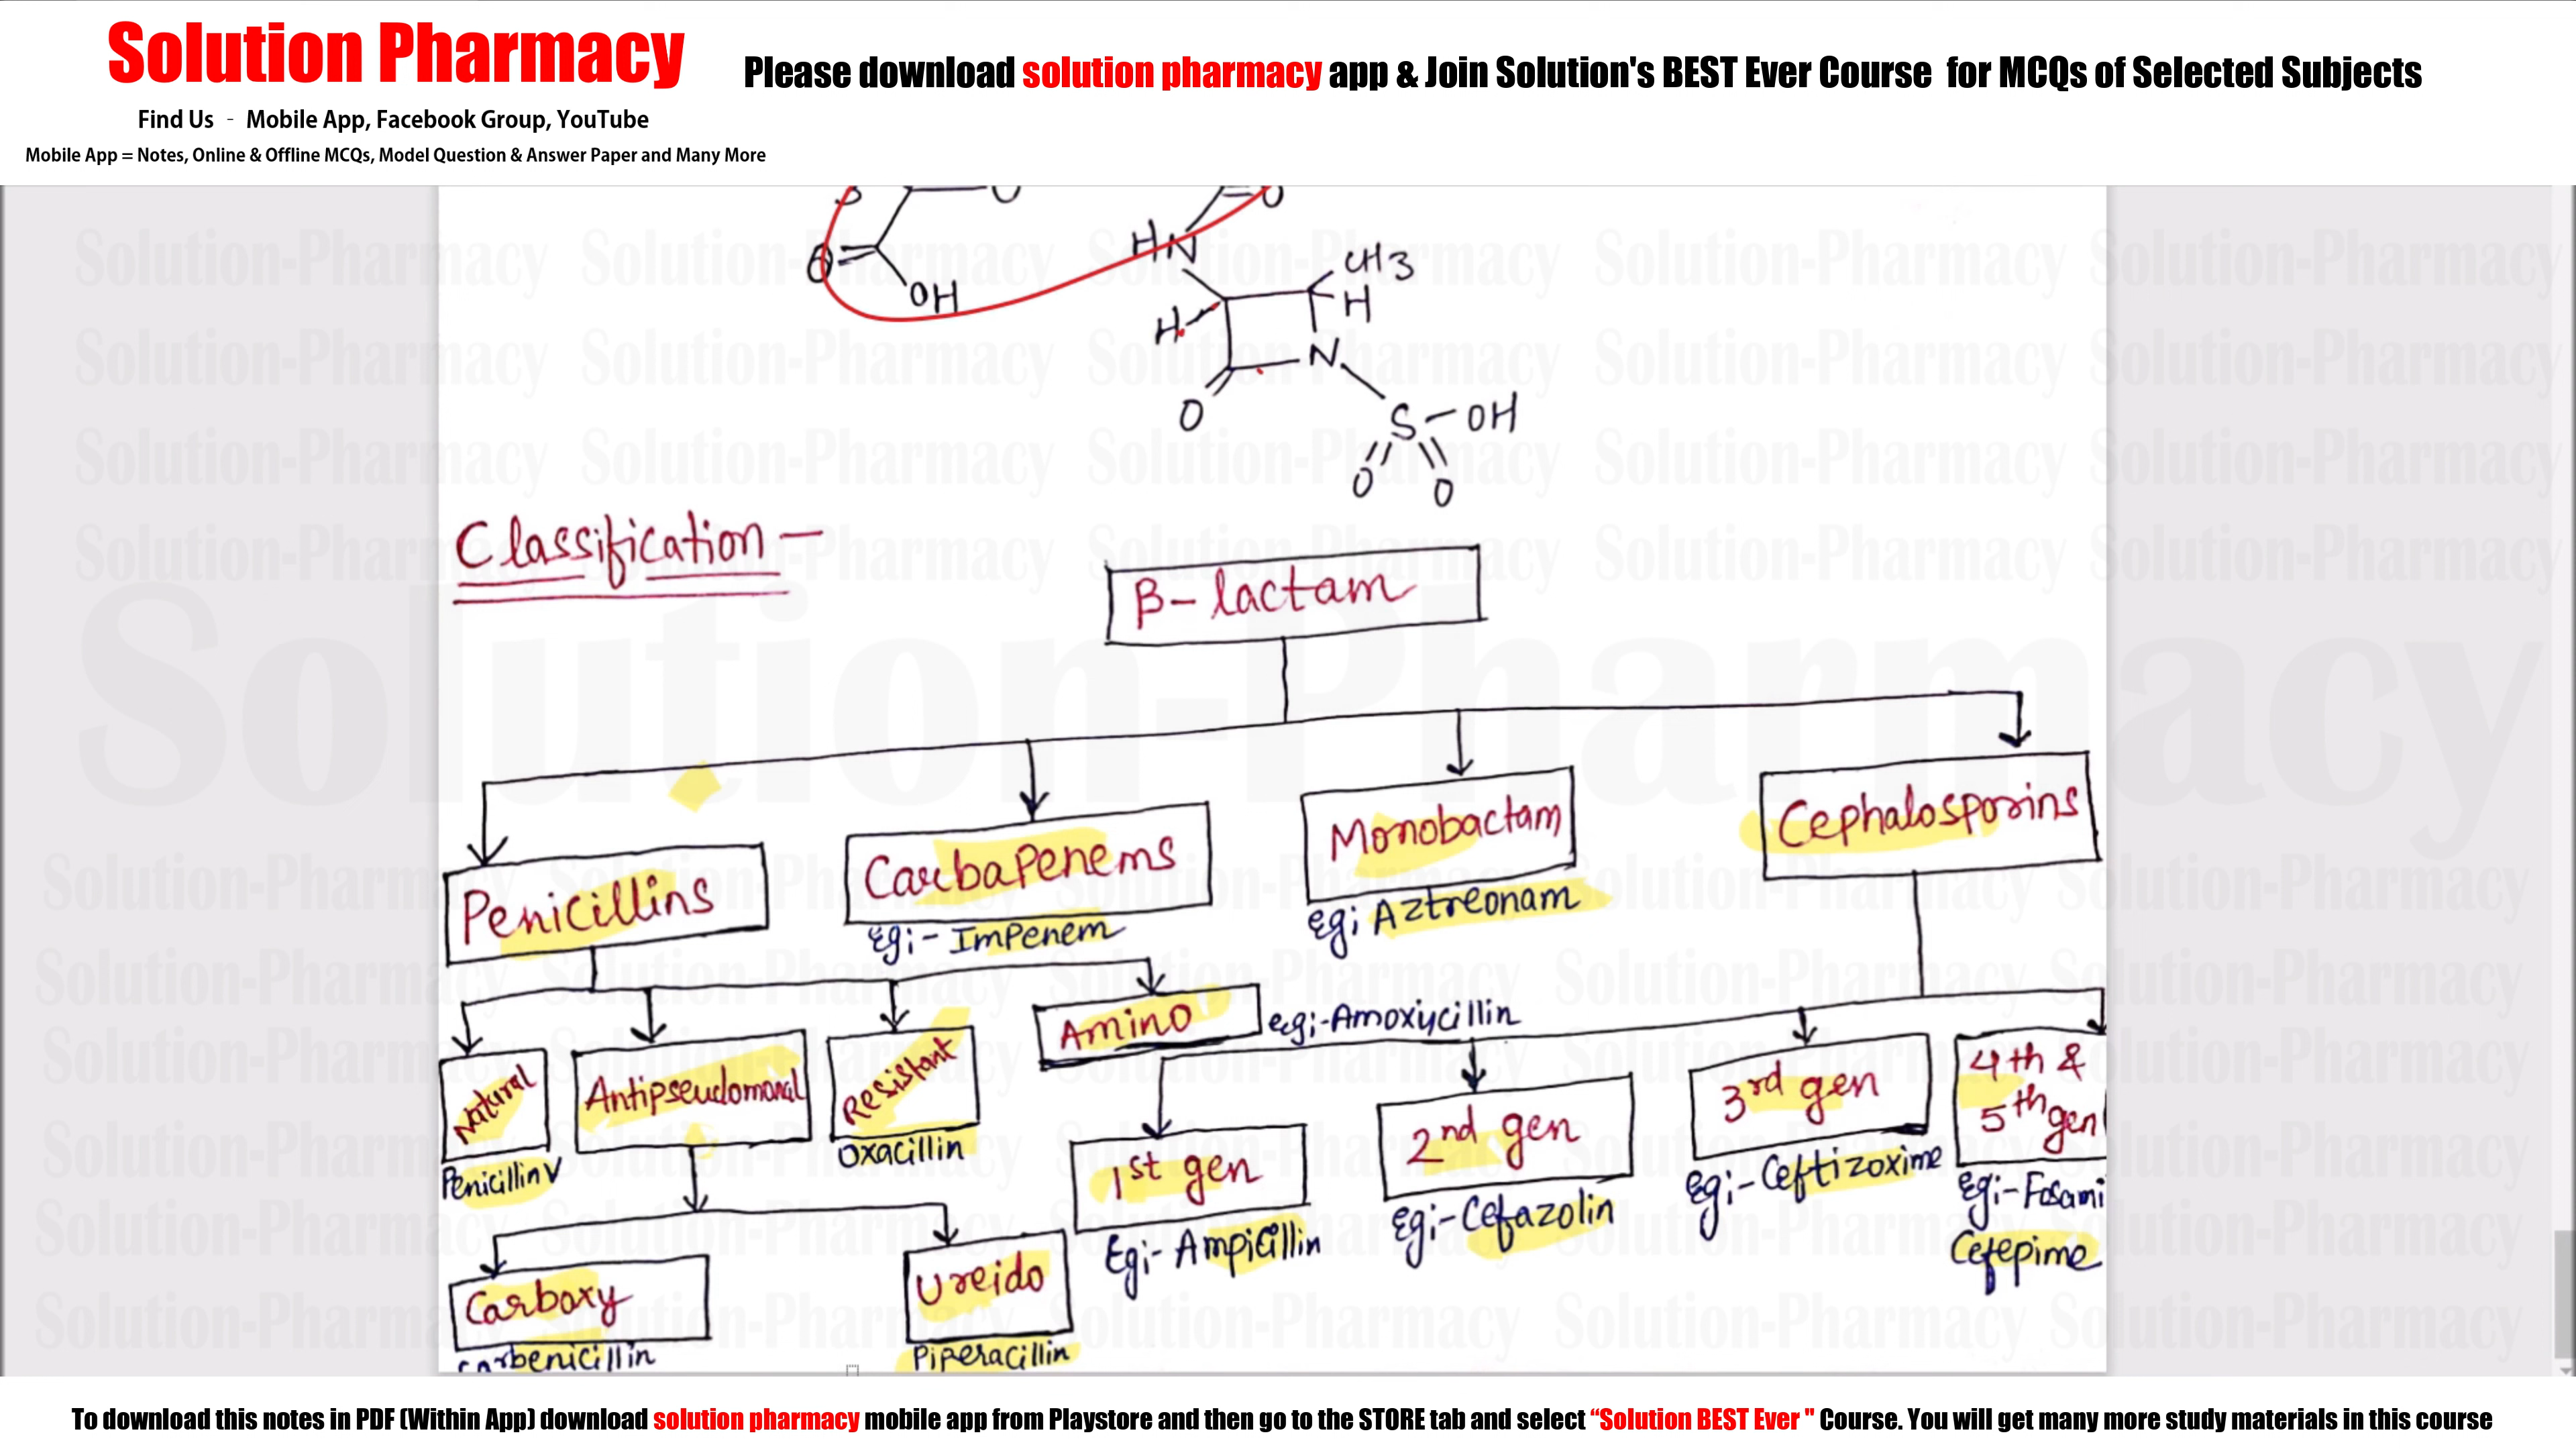 Solution Pharmacy
Please download solution pharmacy app & Join Solution's BEST Ever Course for MCQs of Selected Subjects
Find Us - Mobile App, Facebook Group, YouTube
Mobile App = Notes, Online & Offline MCQs, Model Question & Answer Paper and Many More
O
OH
HN
CH3
H
H
N
O
S-OH
O O
Classification -
β- lactam
Penicillins
Carbapenems
Monobactam
Cephalosporins
Eg;- Impenem
eg; Aztreonam
Natural
Antipseudomonal
Resistant
Amino
eg;-Amoxycillin
Penicillin V
Oxacillin
1st gen
2nd gen
3rd gen
4th &
5th gen
Eg;- Ampicillin
Eg;-Cefazolin
Eg;-Ceftizoxime
Eg;-Fosami
Cefepime
Carboxy
Ureido
Carbenicillin
Piperacillin
Solution-Pharmacy
To download this notes in PDF (Within App) download solution pharmacy mobile app from Playstore and then go to the STORE tab and select “Solution BEST Ever " Course. You will get many more study materials in this course